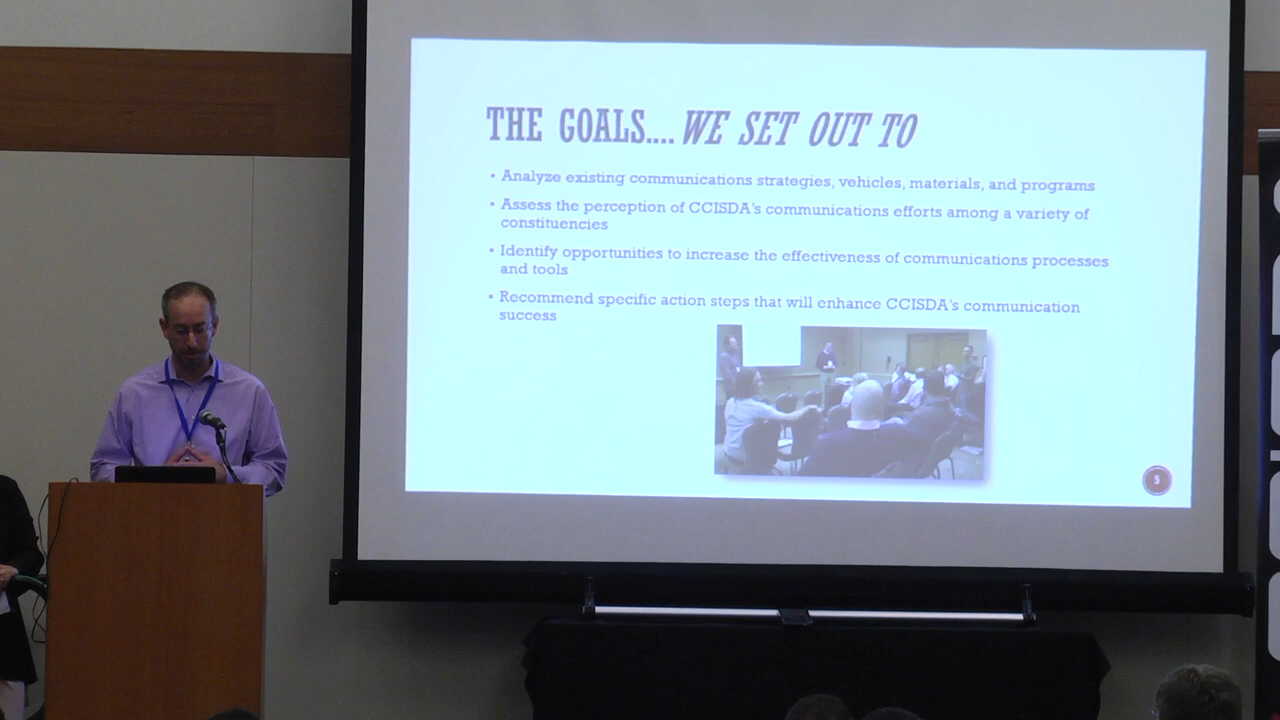 THE GOALS.... WE SET OUT TO
▪ Analyze existing communications strategies, vehicles, materials, and programs
▪ Assess the perception of CCISDA's communications efforts among a variety of
constituencies
▪ Identify opportunities to increase the effectiveness of communications processes
and tools
▪ Recommend specific action steps that will enhance CCISDA's communication
success
5